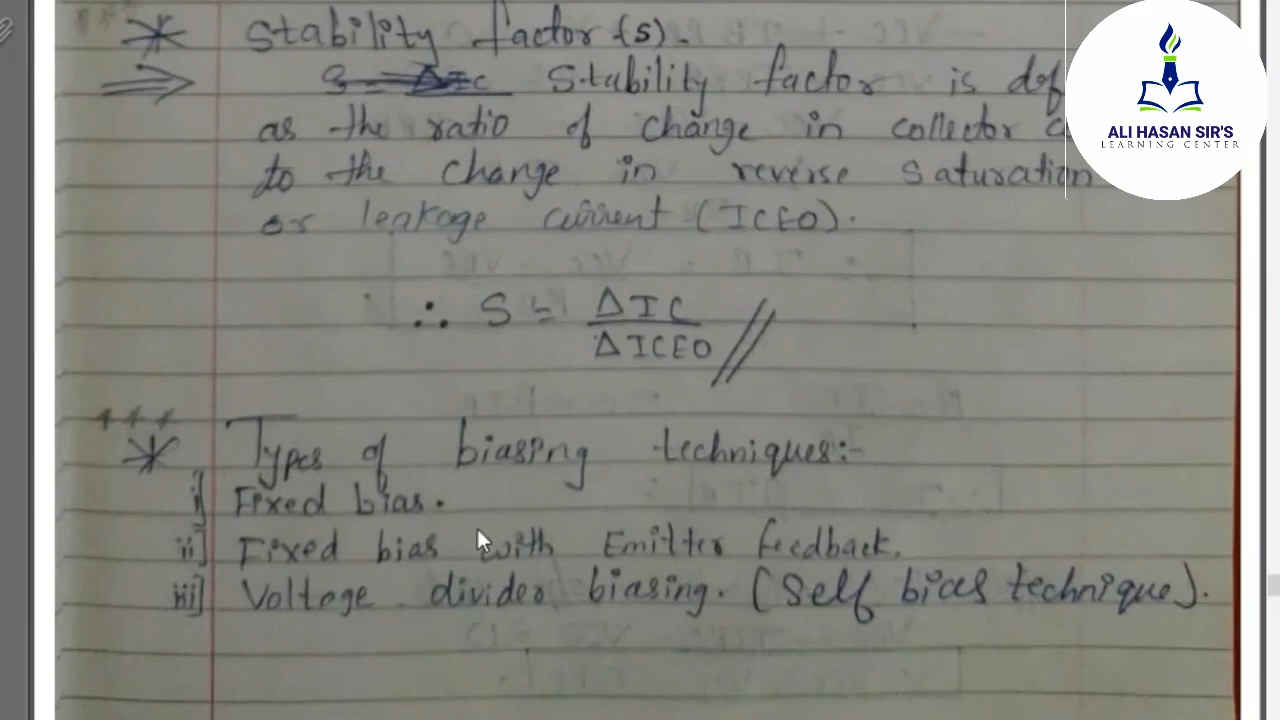 * Stability factor (s).
⇒ Stability factor is def
as the ratio of change in collector c
to the change in reverse saturation
or leakage current (ICEO).
∴ S = ΔIC / ΔICEO //
+++
* Types of biasing techniques:-
i] Fixed bias.
ii] Fixed bias with Emitter feedback.
iii] Voltage divider biasing. (Self bias technique).
ALI HASAN SIR'S
LEARNING CENTER